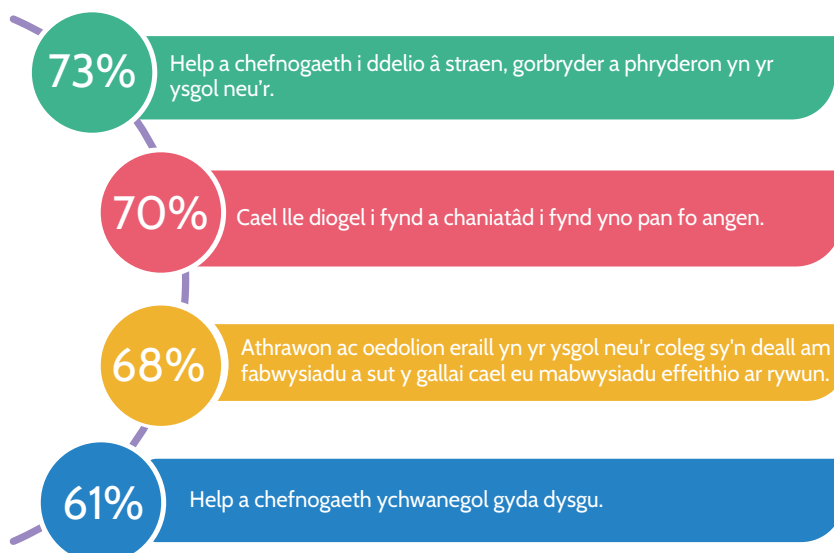 73%
Help a chefnogaeth i ddelio â straen, gorbryder a phryderon yn yr
ysgol neu'r.
70%
Cael lle diogel i fynd a chaniatâd i fynd yno pan fo angen.
68%
Athrawon ac oedolion eraill yn yr ysgol neu'r coleg sy'n deall am
fabwysiadu a sut y gallai cael eu mabwysiadu effeithio ar rywun.
61%
Help a chefnogaeth ychwanegol gyda dysgu.